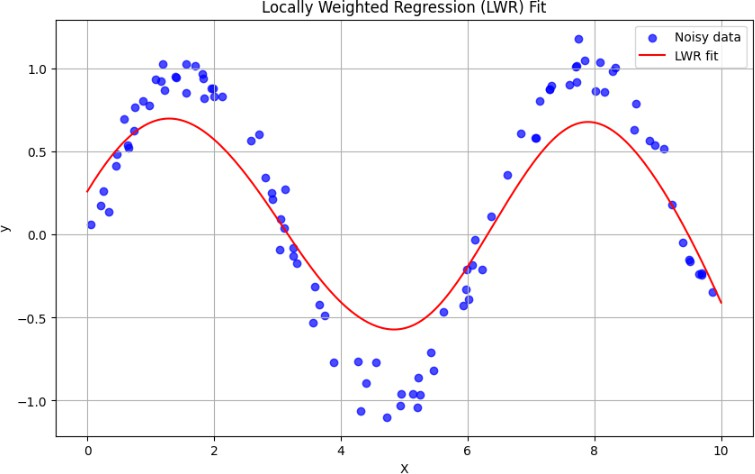 Locally Weighted Regression (LWR) Fit
Noisy data
LWR fit
1.0
0.5
0.0
−0.5
−1.0
y
0 2 4 6 8 10
X